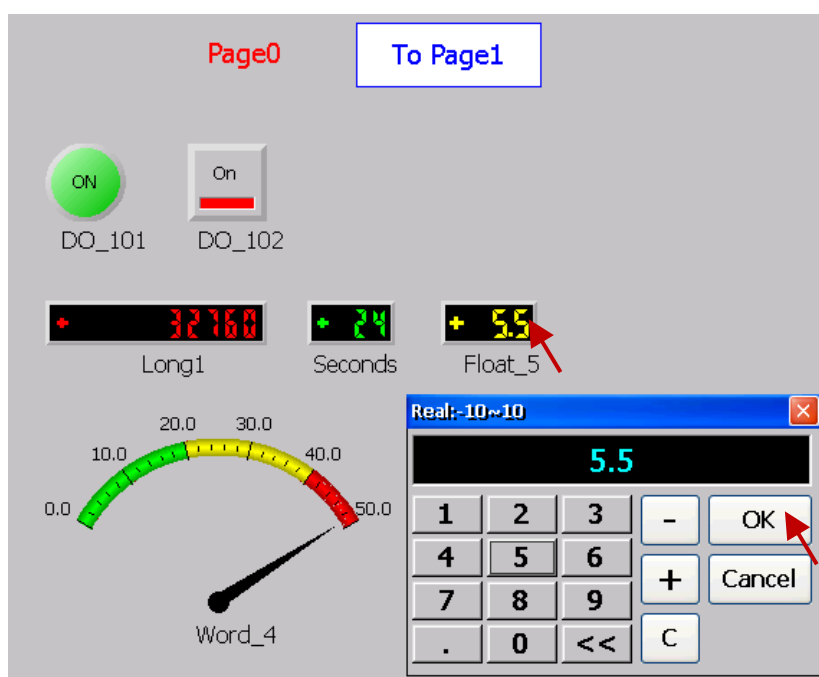 Page0
To Page1
ON
On
DO_101
DO_102
+ 32760
+ 24
+ 5.5
Long1
Seconds
Float_5
0.0
10.0
20.0
30.0
40.0
50.0
Word_4
Real:-10~10
5.5
1 2 3 - OK
4 5 6 + Cancel
7 8 9
. 0 << C